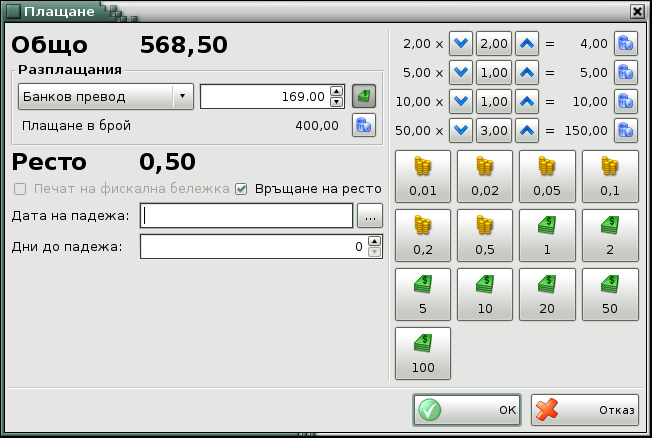 Плащане
Общо 568,50
Разплащания
Банков превод 169.00
Плащане в брой 400,00
Ресто 0,50
Печат на фискална бележка Връщане на ресто
Дата на падежа: ...
Дни до падежа: 0
2,00 x 2,00 = 4,00
5,00 x 1,00 = 5,00
10,00 x 1,00 = 10,00
50,00 x 3,00 = 150,00
0,01 0,02 0,05 0,1
0,2 0,5 1 2
5 10 20 50
100
OK Отказ